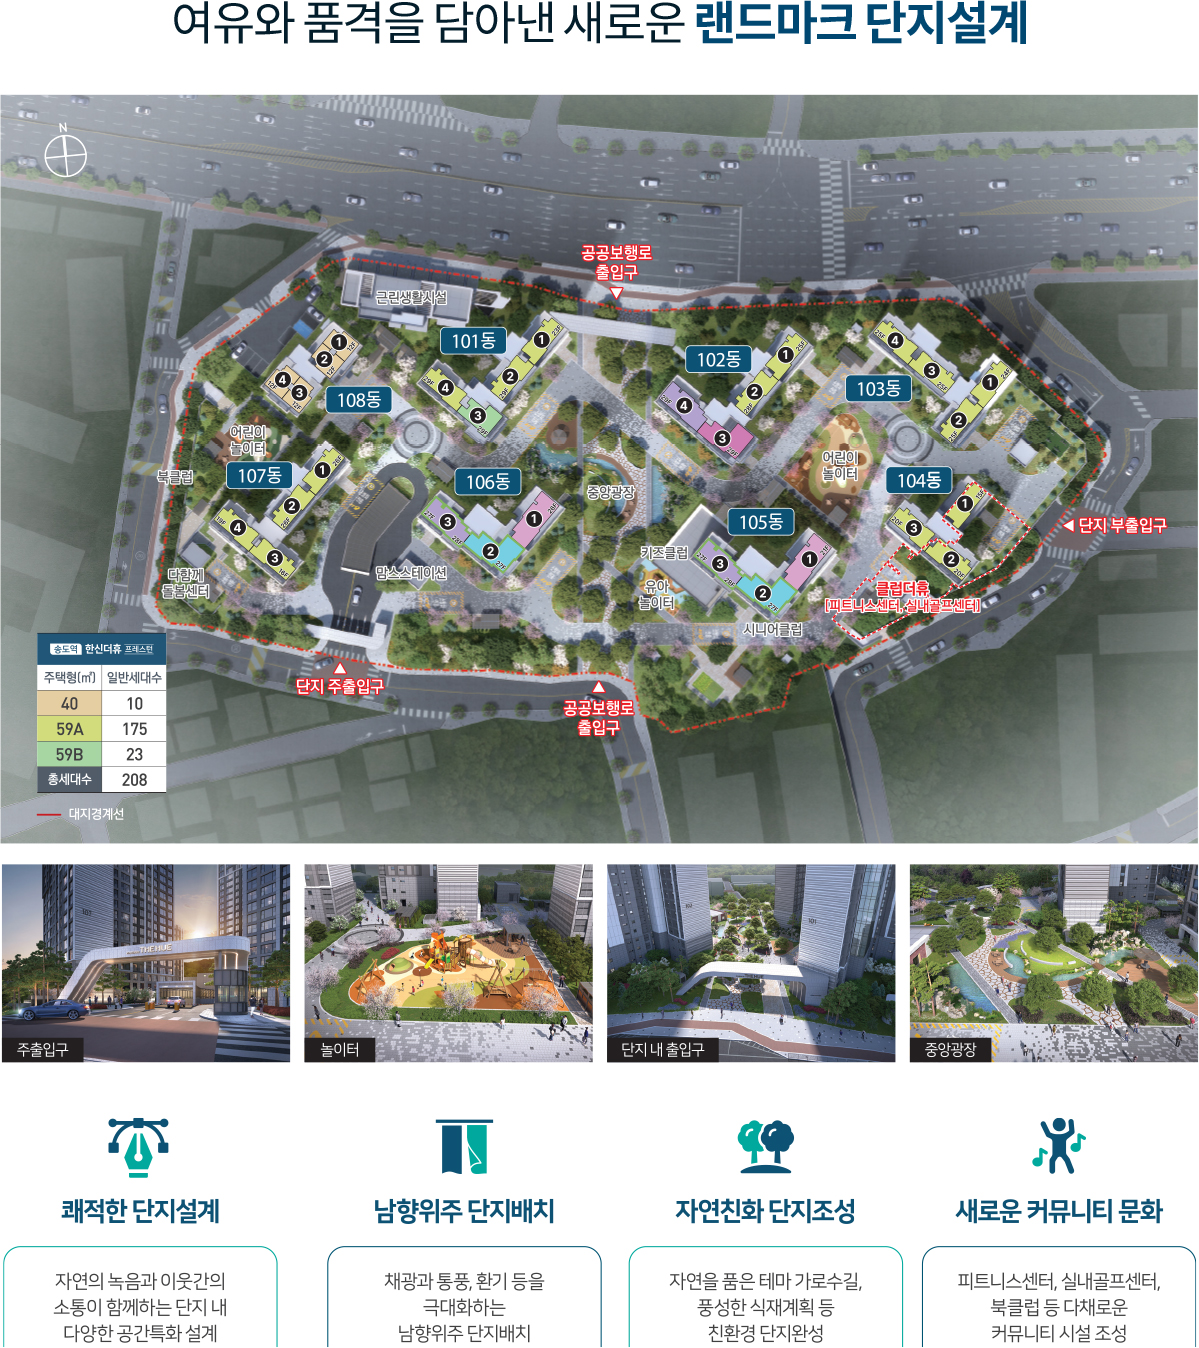 여유와 품격을 담아낸 새로운 랜드마크 단지설계
N
공공보행로
출입구
근린생활시설
101동
102동
103동
108동
어린이
놀이터
107동
북클럽
106동
중앙광장
어린이
놀이터
104동
105동
키즈클럽
유아
놀이터
시니어클럽
맘스스테이션
다함께
돌봄센터
단지 부출입구
클럽더휴
[피트니스센터, 실내골프센터]
단지 주출입구
공공보행로
출입구
송도역 한신더휴 프레스턴
주택형(㎡) 일반세대수
40 10
59A 175
59B 23
총세대수 208
대지경계선
THE HUE
107
101
주출입구
놀이터
단지 내 출입구
중앙광장
쾌적한 단지설계
남향위주 단지배치
자연친화 단지조성
새로운 커뮤니티 문화
자연의 녹음과 이웃간의
소통이 함께하는 단지 내
다양한 공간특화 설계
채광과 통풍, 환기 등을
극대화하는
남향위주 단지배치
자연을 품은 테마 가로수길,
풍성한 식재계획 등
친환경 단지완성
피트니스센터, 실내골프센터,
북클럽 등 다채로운
커뮤니티 시설 조성